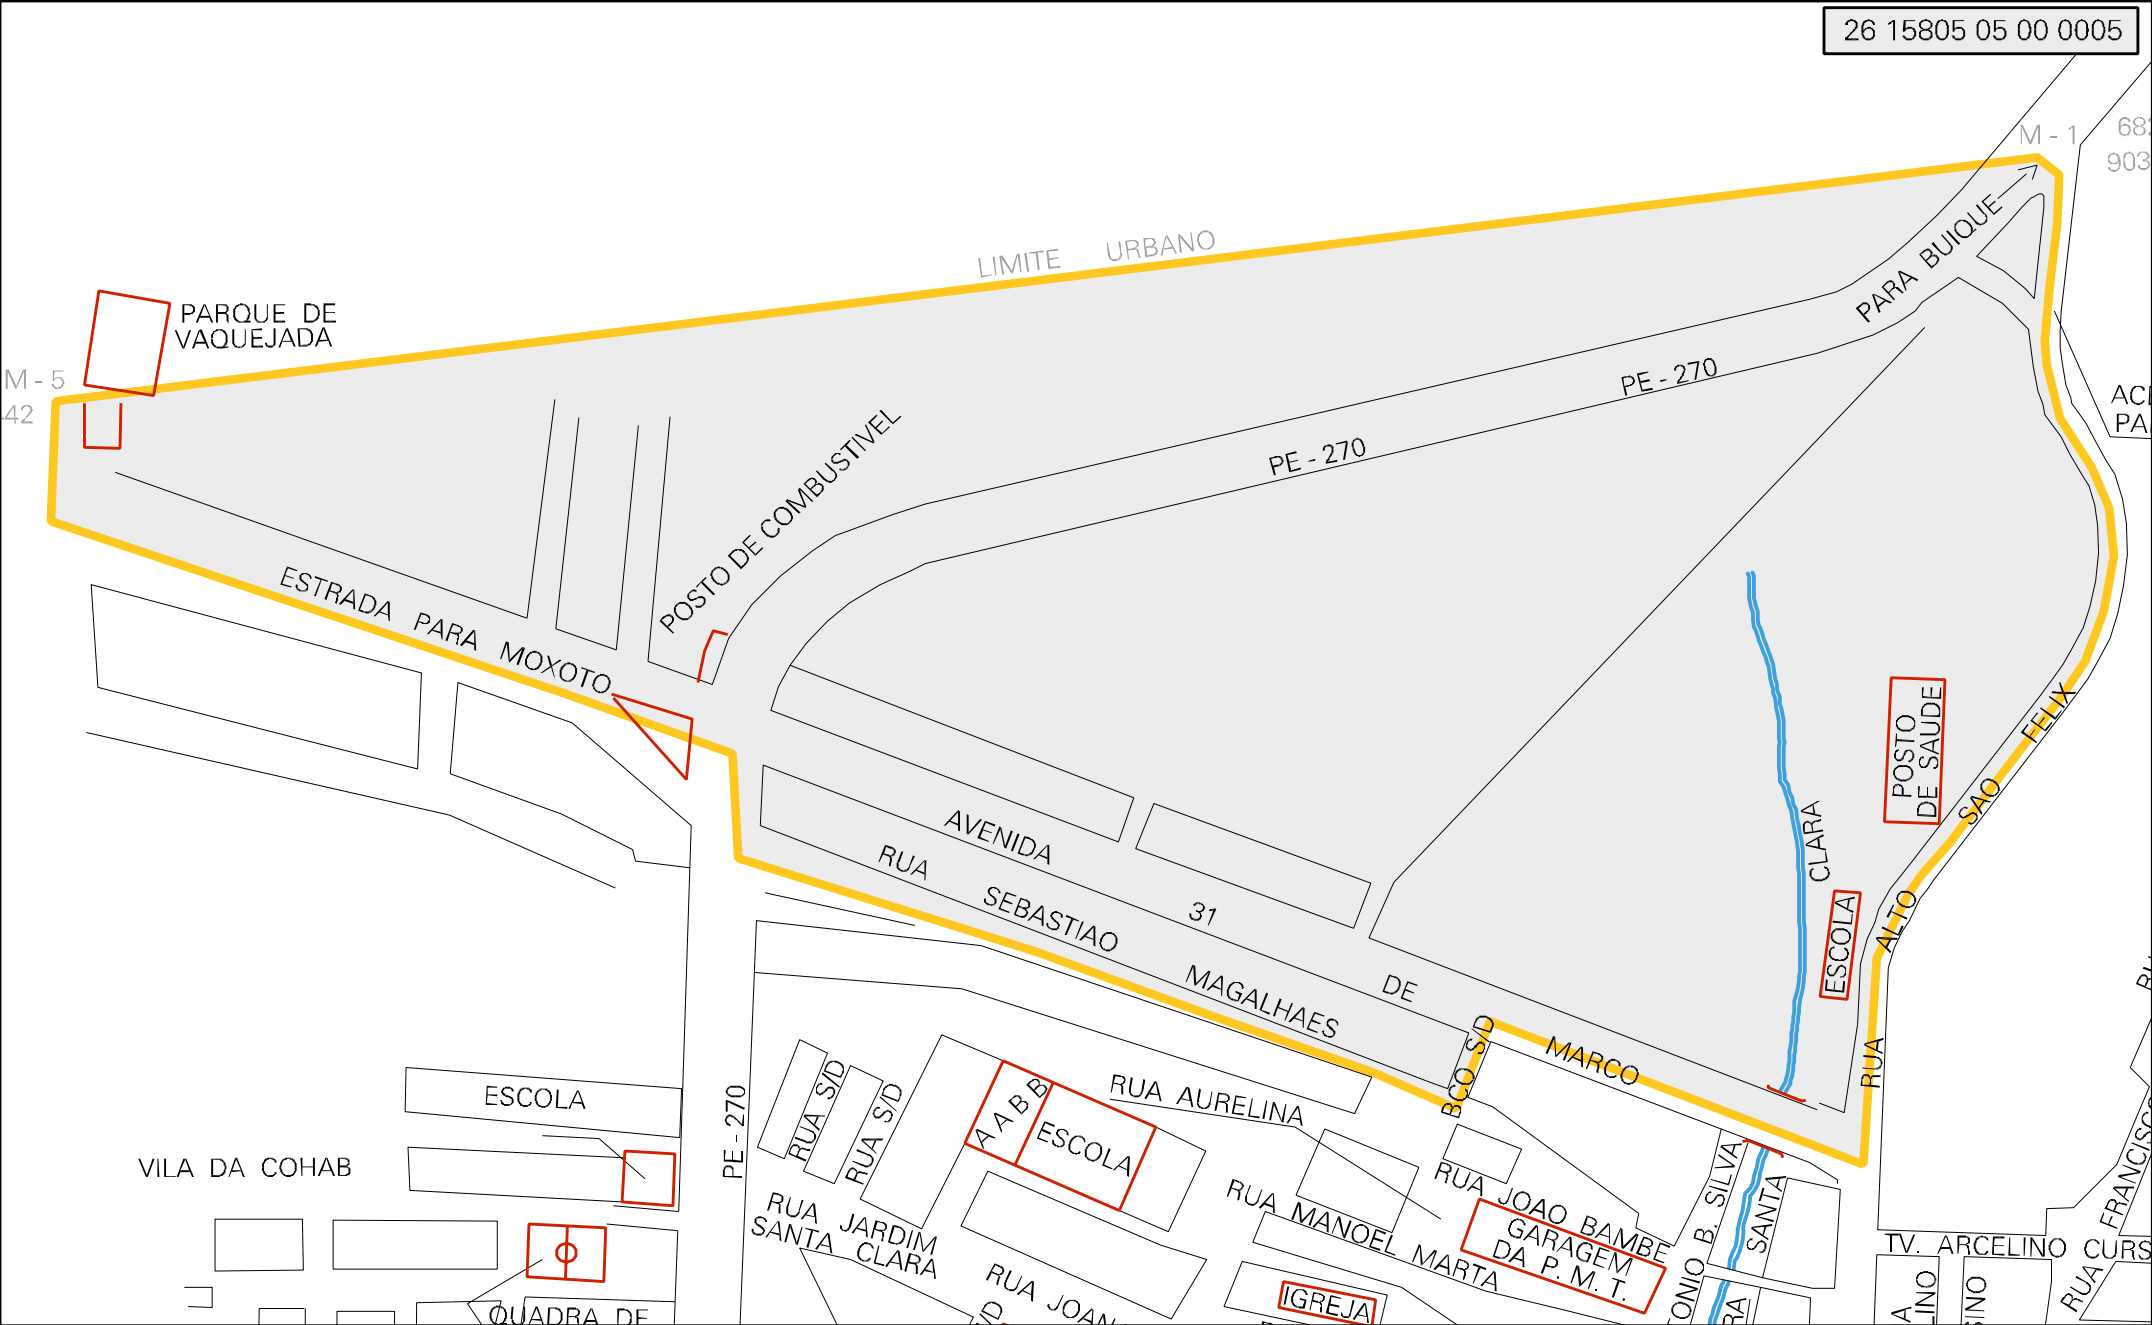 26 15805 05 00 0005
M - 1
LIMITE URBANO
PARA BUIQUE
PARQUE DE
VAQUEJADA
M - 5
PE - 270
PE - 270
POSTO DE COMBUSTIVEL
ESTRADA PARA MOXOTO
POSTO
DE SAUDE
RUA ALTO SAO FELIX
CLARA
ESCOLA
AVENIDA 31 DE MARCO
RUA SEBASTIAO MAGALHAES
BCO S/D
ESCOLA
PE - 270
RUA S/D
RUA S/D
A A B B
ESCOLA
RUA AURELINA
VILA DA COHAB
RUA JARDIM
SANTA CLARA
RUA JOAO BAMBE
RUA MANOEL MARTA
GARAGEM
DA P. M. T.
B. SILVA
SANTA
TV. ARCELINO
RUA
IGREJA
QUADRA DE